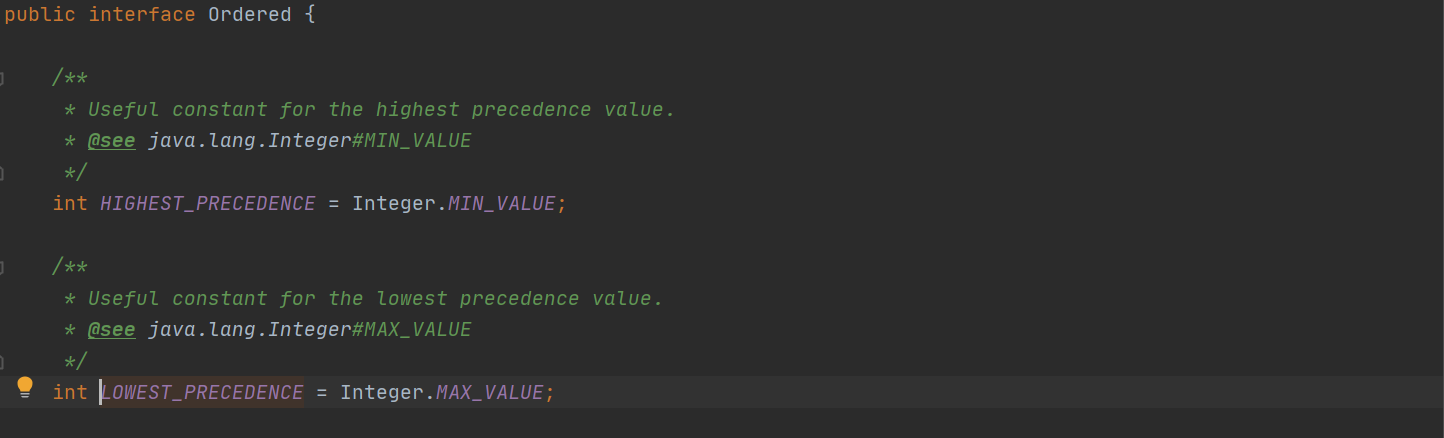 public interface Ordered {
/**
* Useful constant for the highest precedence value.
* @see java.lang.Integer#MIN_VALUE
*/
int HIGHEST_PRECEDENCE = Integer.MIN_VALUE;
/**
* Useful constant for the lowest precedence value.
* @see java.lang.Integer#MAX_VALUE
*/
int LOWEST_PRECEDENCE = Integer.MAX_VALUE;